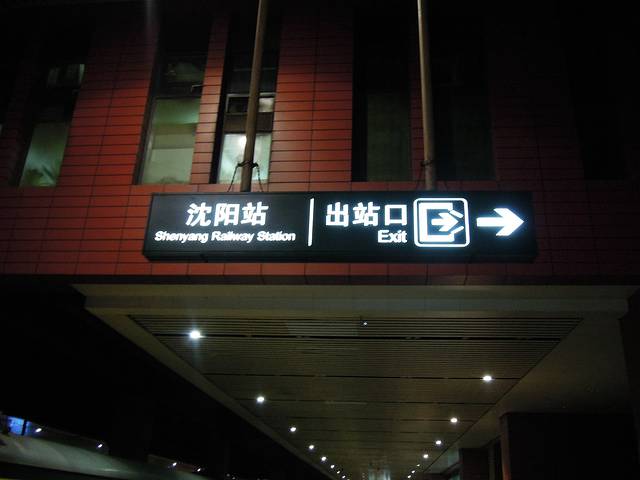 沈阳站
Shenyang Railway Station
出站口
Exit